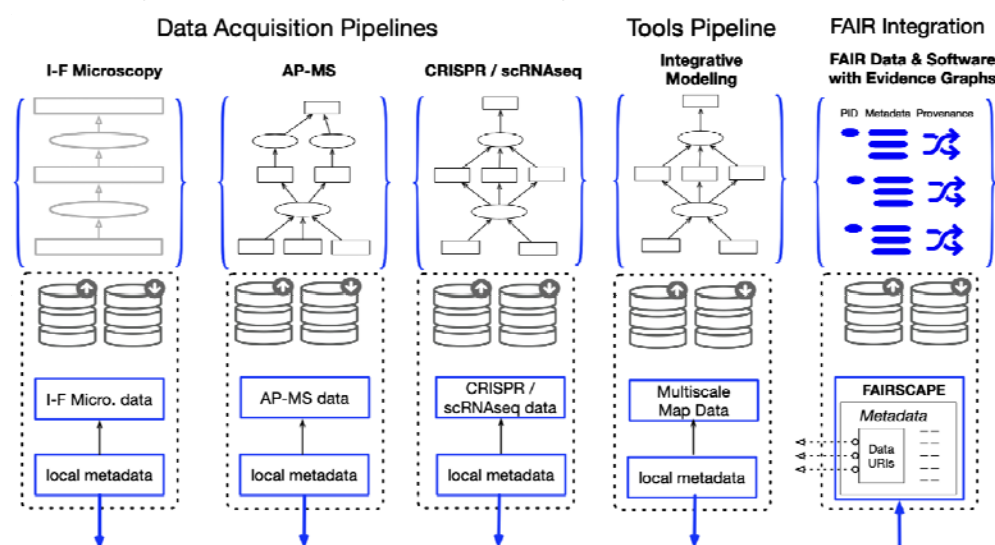 Data Acquisition Pipelines
Tools Pipeline
FAIR Integration
I-F Microscopy
AP-MS
CRISPR / scRNAseq
Integrative
Modeling
FAIR Data & Software
with Evidence Graphs
PID Metadata Provenance
I-F Micro. data
local metadata
AP-MS data
local metadata
CRISPR /
scRNAseq data
local metadata
Multiscale
Map Data
local metadata
FAIRSCAPE
Metadata
Data
URIs